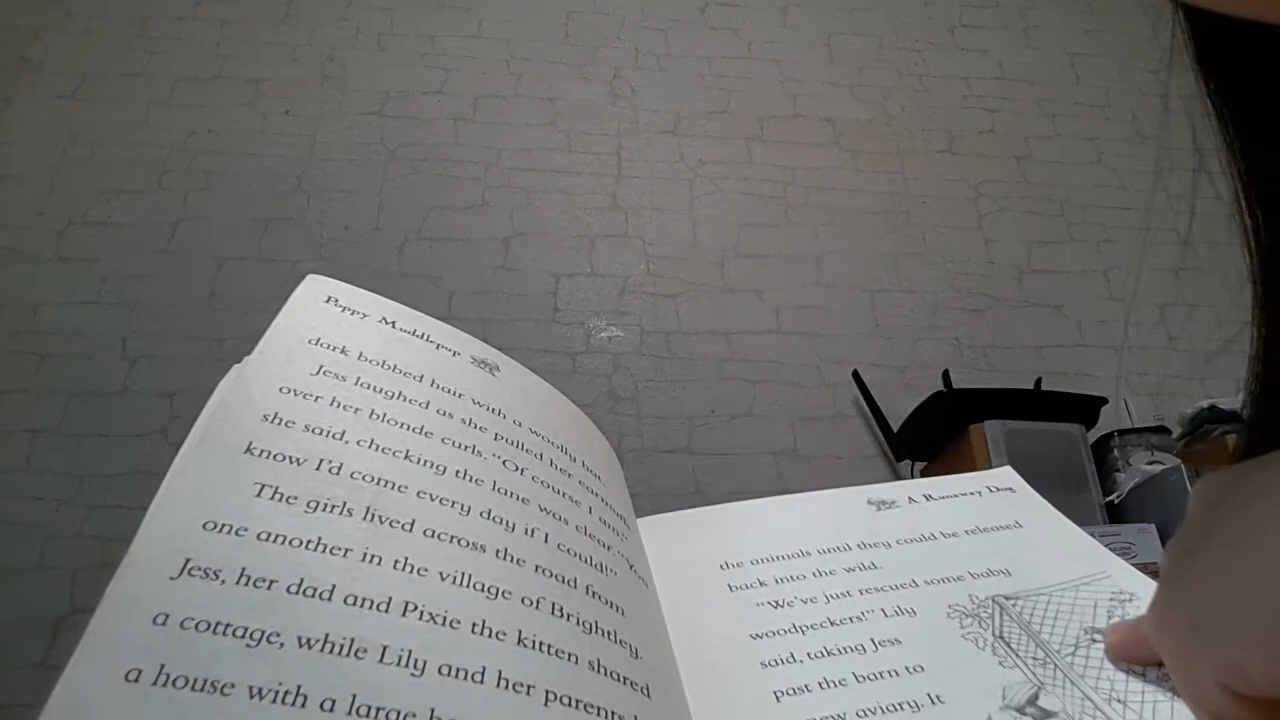 Poppy Muddlepup
dark bobbed hair with a woolly hat.
Jess laughed as she pulled her earmuffs
over her blonde curls. "Of course I am,"
she said, checking the lane was clear. "You
know I'd come every day if I could!"
The girls lived across the road from
one another in the village of Brightley.
Jess, her dad and Pixie the kitten shared
a cottage, while Lily and her parents
a house with a large
A Runaway Dog
the animals until they could be released
back into the wild.
"We've just rescued some baby
woodpeckers!" Lily
said, taking Jess
past the barn to
new aviary. It